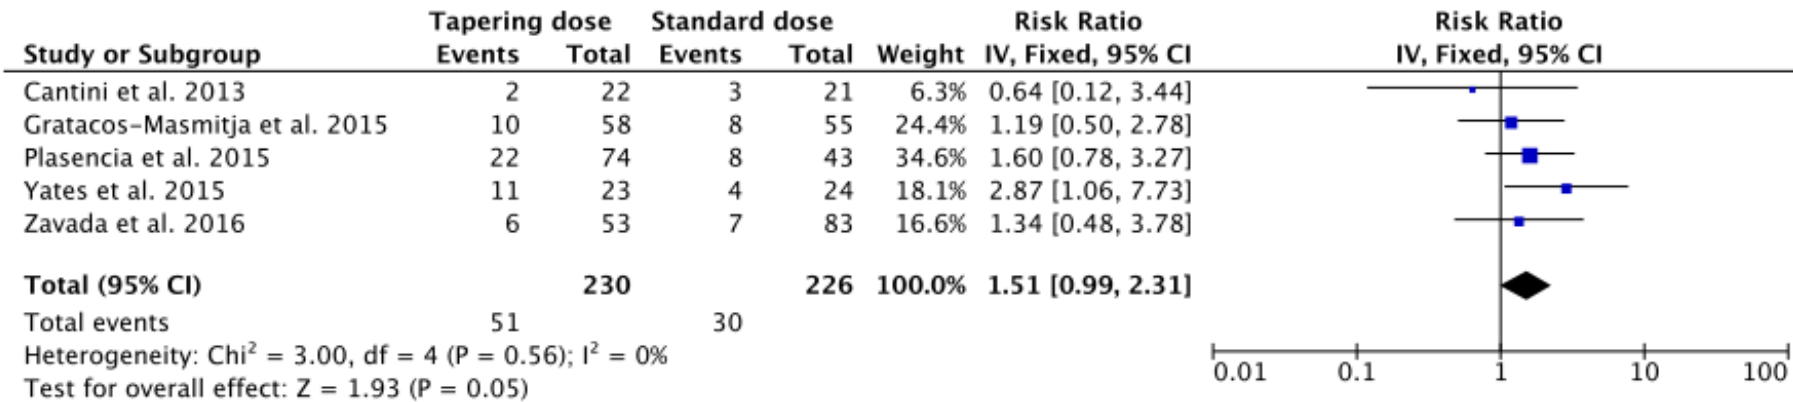 Tapering dose Standard dose Risk Ratio Risk Ratio
Study or Subgroup Events Total Events Total Weight IV, Fixed, 95% CI IV, Fixed, 95% CI
Cantini et al. 2013 2 22 3 21 6.3% 0.64 [0.12, 3.44]
Gratacos-Masmitja et al. 2015 10 58 8 55 24.4% 1.19 [0.50, 2.78]
Plasencia et al. 2015 22 74 8 43 34.6% 1.60 [0.78, 3.27]
Yates et al. 2015 11 23 4 24 18.1% 2.87 [1.06, 7.73]
Zavada et al. 2016 6 53 7 83 16.6% 1.34 [0.48, 3.78]
Total (95% CI) 230 226 100.0% 1.51 [0.99, 2.31]
Total events 51 30
Heterogeneity: Chi² = 3.00, df = 4 (P = 0.56); I² = 0%
Test for overall effect: Z = 1.93 (P = 0.05)
0.01 0.1 1 10 100